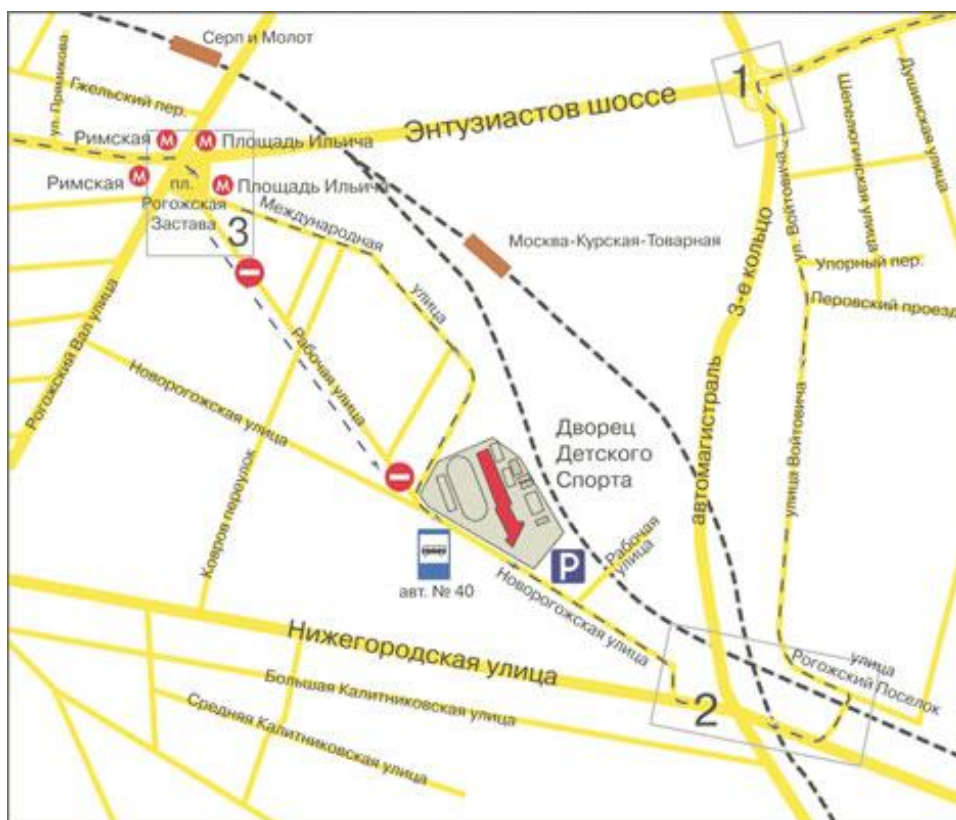 Серп и Молот
ул. Прямикова
Гжельский пер.
Энтузиастов шоссе
1
Душинская улица
Шепелюгинская улица
Римская
М
М
Площадь Ильича
Римская
М
М
Площадь Ильича
пл.
Рогожская
Застава
3
Международная
улица
Москва-Курская-Товарная
3-е кольцо
ул. Войтовича
Упорный пер.
Перовский проезд
Рогожский Вал улица
Рабочая улица
Новорогожская улица
Дворец
Детского
Спорта
автомагистраль
улица Войтовича
Ковров переулок
P
авт. № 40
Рабочая
улица
Новорогожская улица
Нижегородская улица
улица
Рогожский Поселок
2
Большая Калитниковская улица
Средняя Калитниковская улица